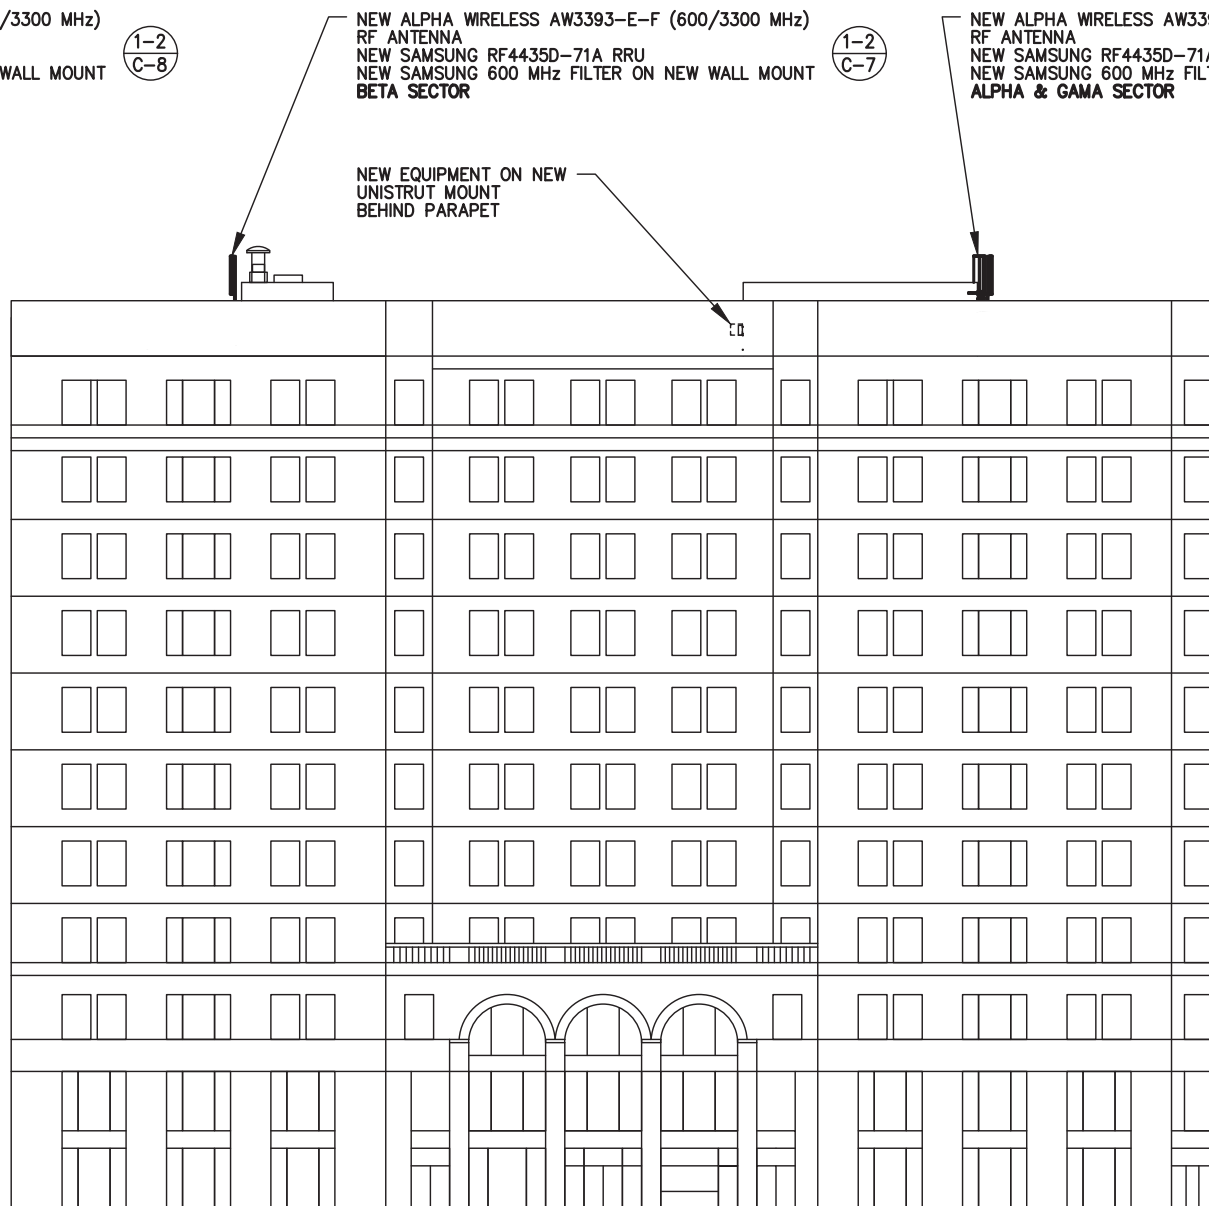 /3300 MHz)
WALL MOUNT
1-2
C-8
NEW ALPHA WIRELESS AW3393-E-F (600/3300 MHz)
RF ANTENNA
NEW SAMSUNG RF4435D-71A RRU
NEW SAMSUNG 600 MHz FILTER ON NEW WALL MOUNT
BETA SECTOR
1-2
C-7
NEW ALPHA WIRELESS AW339
RF ANTENNA
NEW SAMSUNG RF4435D-71A
NEW SAMSUNG 600 MHz FILT
ALPHA & GAMA SECTOR
NEW EQUIPMENT ON NEW
UNISTRUT MOUNT
BEHIND PARAPET